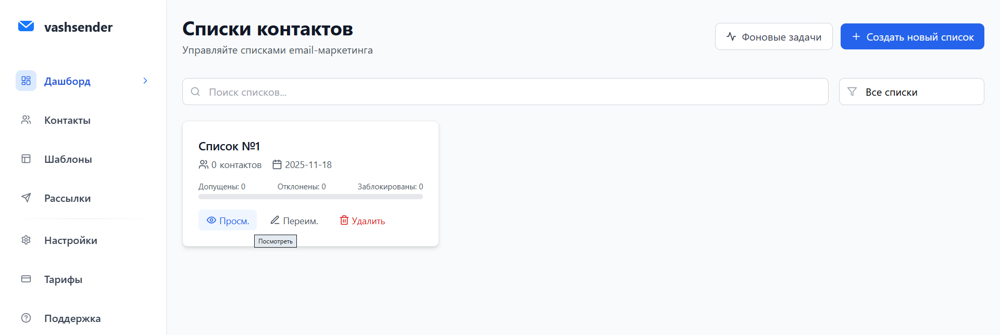 vashsender
Дашборд
Контакты
Шаблоны
Рассылки
Настройки
Тарифы
Поддержка
Списки контактов
Управляйте списками email-маркетинга
Фоновые задачи
Создать новый список
Поиск списков...
Все списки
Список №1
0 контактов 2025-11-18
Допущены: 0 Отклонены: 0 Заблокированы: 0
Просм. Переим. Удалить
Посмотреть